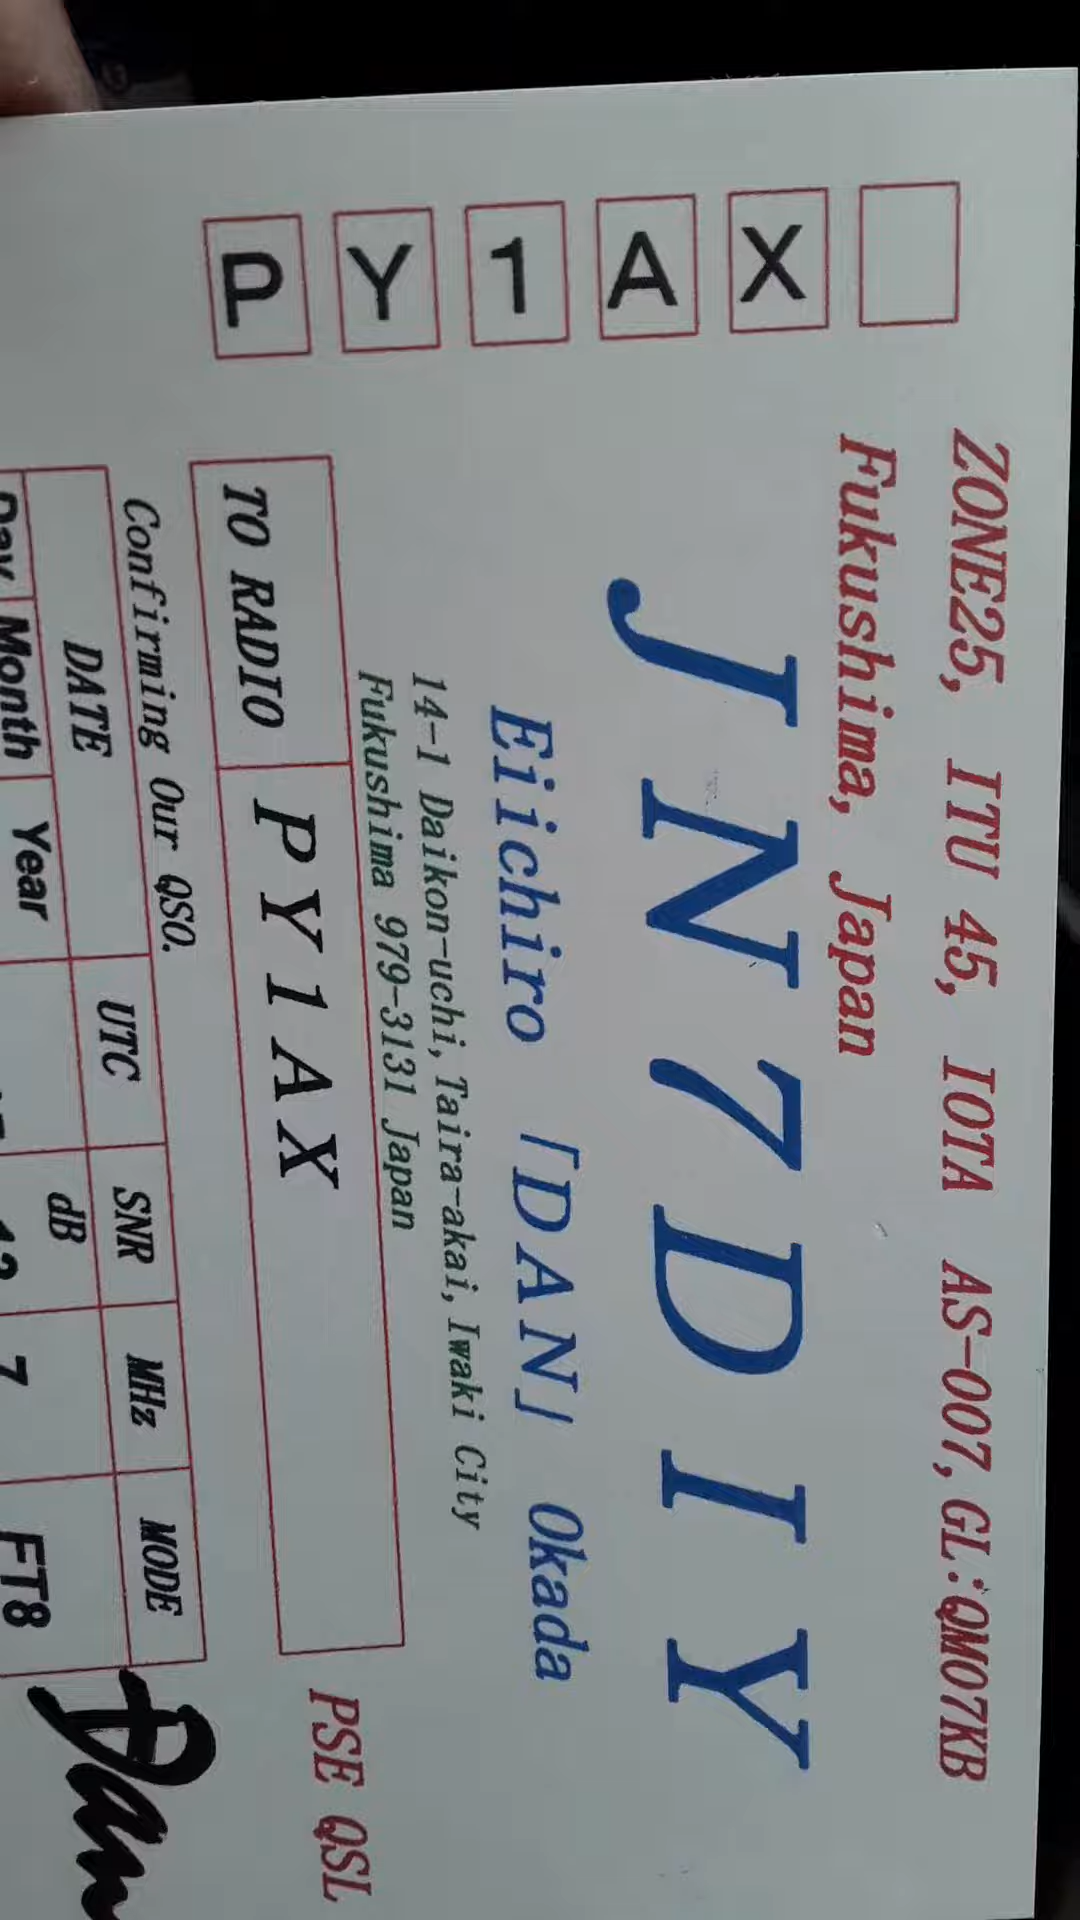 PY1AX
ZONE25, ITU 45, IOTA AS-007, GL:QM07KB
Fukushima, Japan
JN7DIY
Eiichiro 「DAN」 Okada
14-1 Daikon-uchi, Taira-akai, Iwaki City
Fukushima 979-3131 Japan
TO RADIO PY1AX
PSE QSL
Confirming Our QSO.
DATE UTC SNR MHz MODE
Day Month Year dB
7 FT8
Dan